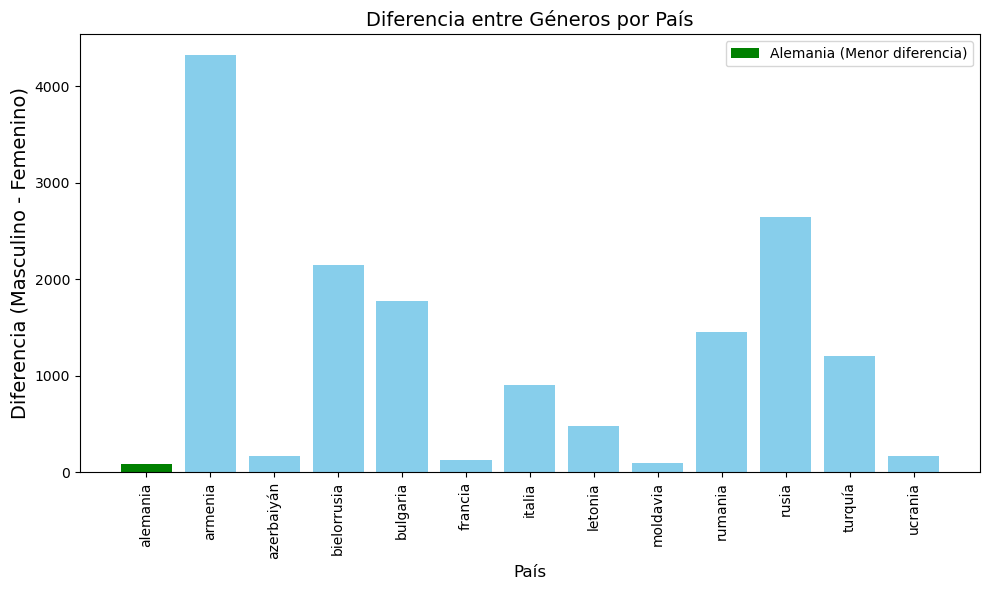 Diferencia entre Géneros por País
Alemania (Menor diferencia)
Diferencia (Masculino - Femenino)
4000
3000
2000
1000
0
alemania
armenia
azerbaiyán
bielorrusia
bulgaria
francia
italia
letonia
moldavia
rumania
rusia
turquía
ucrania
País